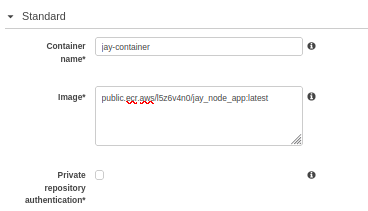 Standard
Container name*
jay-container
Image*
public.ecr.aws/l5z6v4n0/jay_node_app:latest
Private repository authentication*